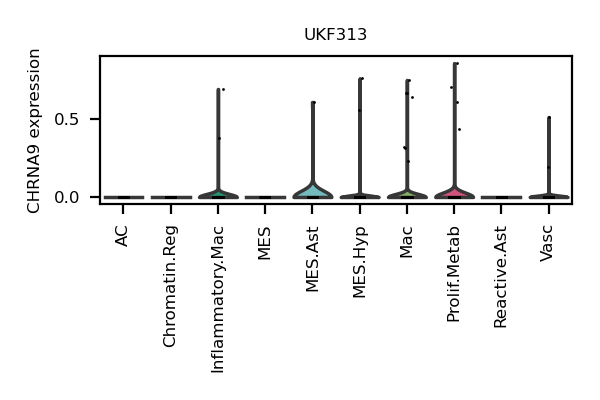 UKF313
CHRNA9 expression
0.5
0.0
AC
Chromatin.Reg
Inflammatory.Mac
MES
MES.Ast
MES.Hyp
Mac
Prolif.Metab
Reactive.Ast
Vasc